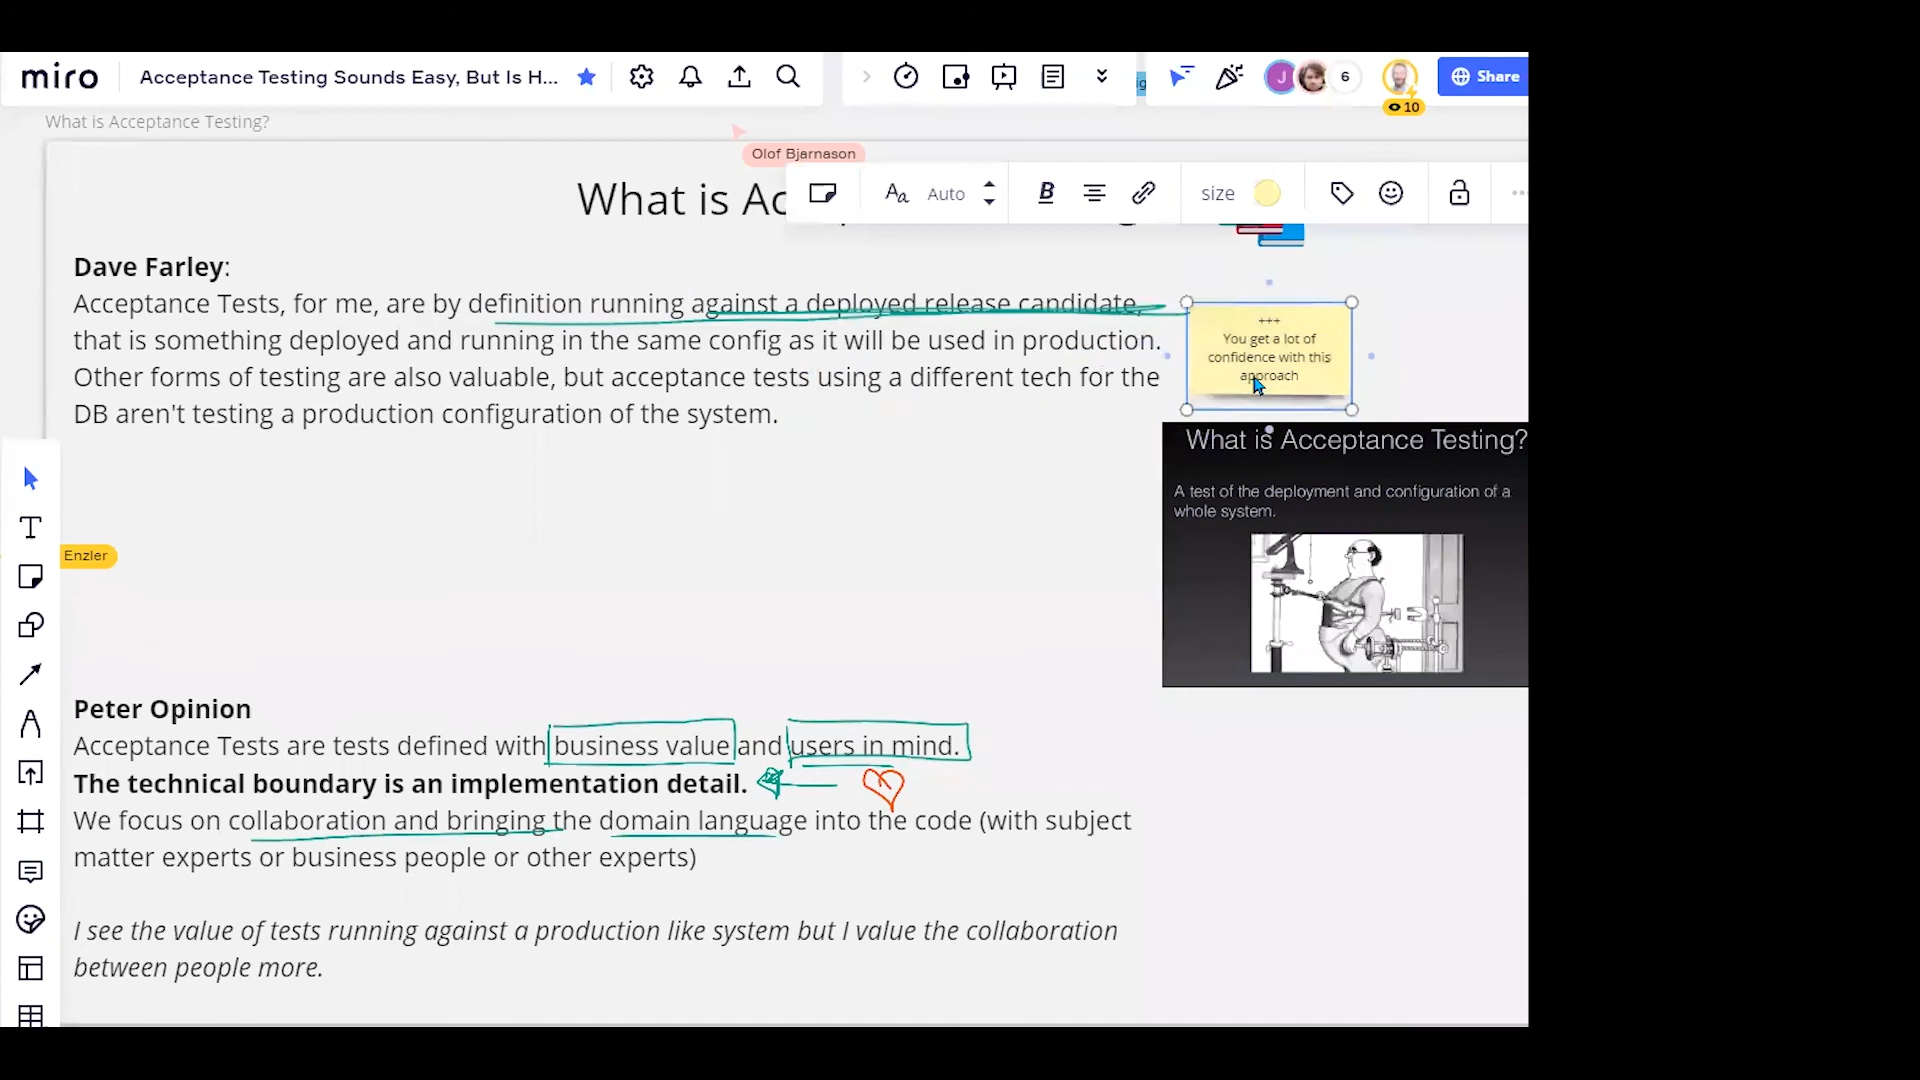 miro
Acceptance Testing Sounds Easy, But Is H...
J
6
10
Share
What is Acceptance Testing?
Olof Bjarnason
Auto
B
size
What is Ac
Dave Farley:
Acceptance Tests, for me, are by definition running against a deployed release candidate,
that is something deployed and running in the same config as it will be used in production.
Other forms of testing are also valuable, but acceptance tests using a different tech for the
DB aren't testing a production configuration of the system.
+++
You get a lot of
confidence with this
approach
What is Acceptance Testing?
A test of the deployment and configuration of a
whole system.
Enzler
Peter Opinion
Acceptance Tests are tests defined with business value and users in mind.
The technical boundary is an implementation detail.
We focus on collaboration and bringing the domain language into the code (with subject
matter experts or business people or other experts)
I see the value of tests running against a production like system but I value the collaboration
between people more.